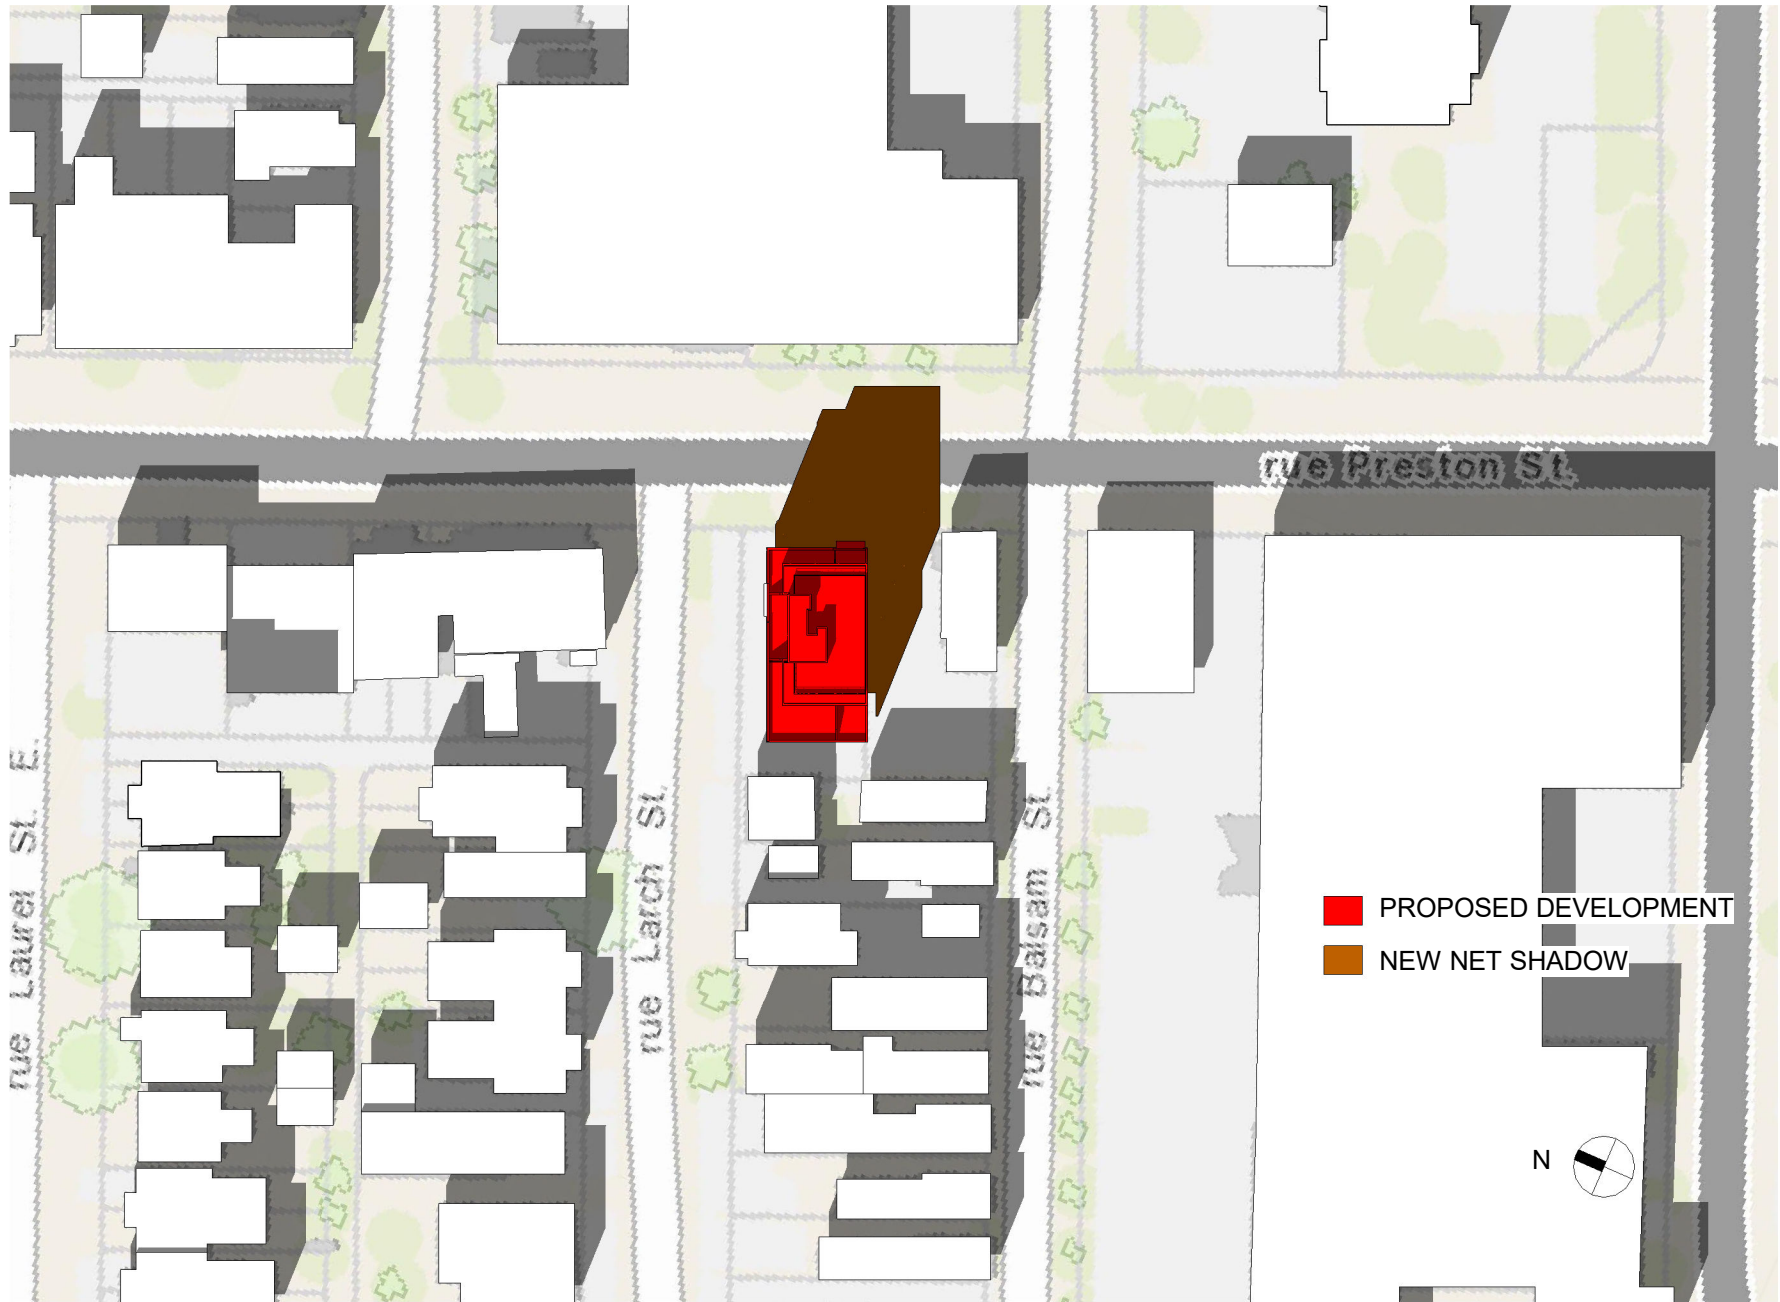 rue Preston St.
rue Laurel St. E.
rue Larch St.
rue Balsam St.
PROPOSED DEVELOPMENT
NEW NET SHADOW
N